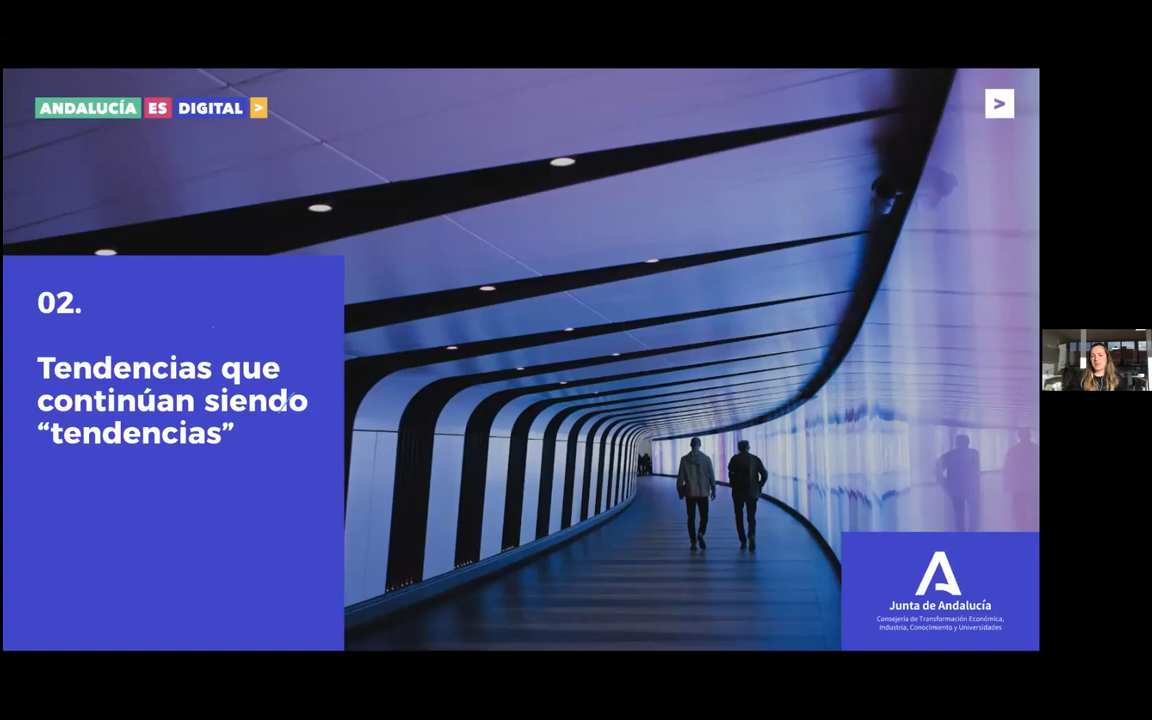 ANDALUCÍA ES DIGITAL >
>
02.
Tendencias que
continúan siendo
“tendencias”
Junta de Andalucía
Consejería de Transformación Económica,
Industria, Conocimiento y Universidades